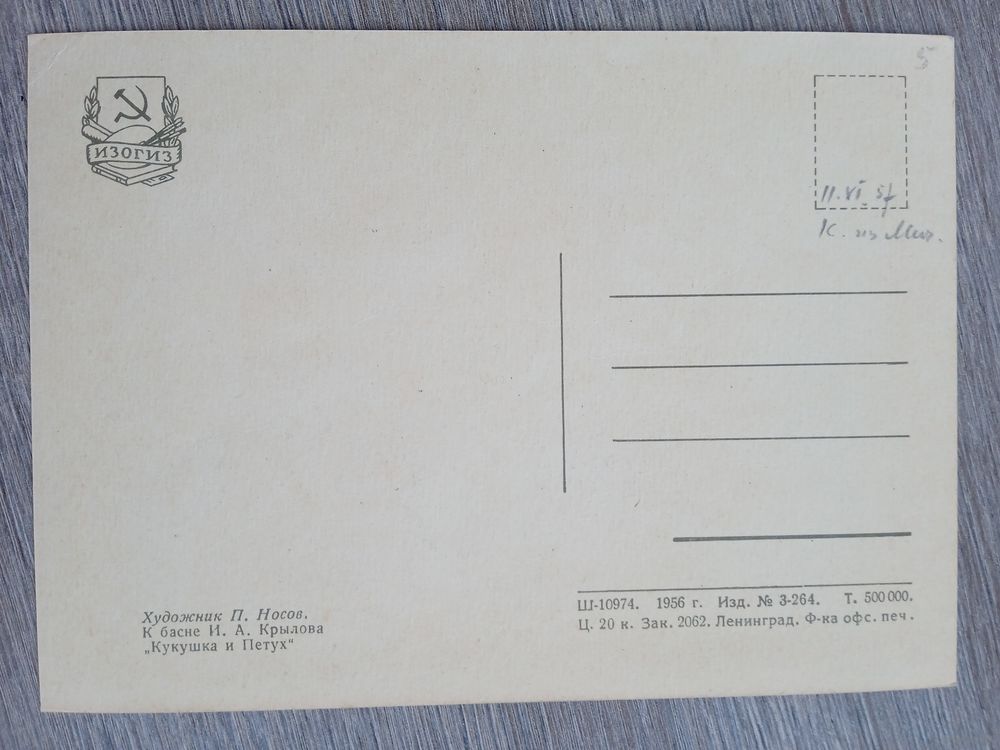 5
ИЗОГИЗ
11.VI.57
К. из
Художник П. Носов.
К басне И. А. Крылова
„Кукушка и Петух“
Ш-10974. 1956 г. Изд. № 3-264. Т. 500 000.
Ц. 20 к. Зак. 2062. Ленинград. Ф-ка офс. печ.